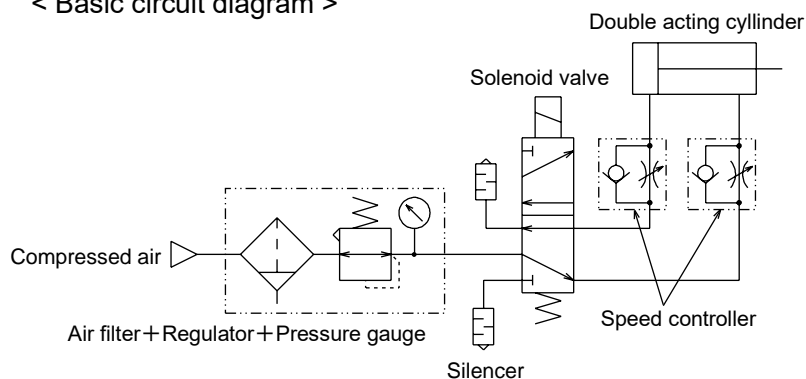 < Basic circuit diagram >
Double acting cyllinder
Solenoid valve
Compressed air
Air filter＋Regulator＋Pressure gauge
Speed controller
Silencer